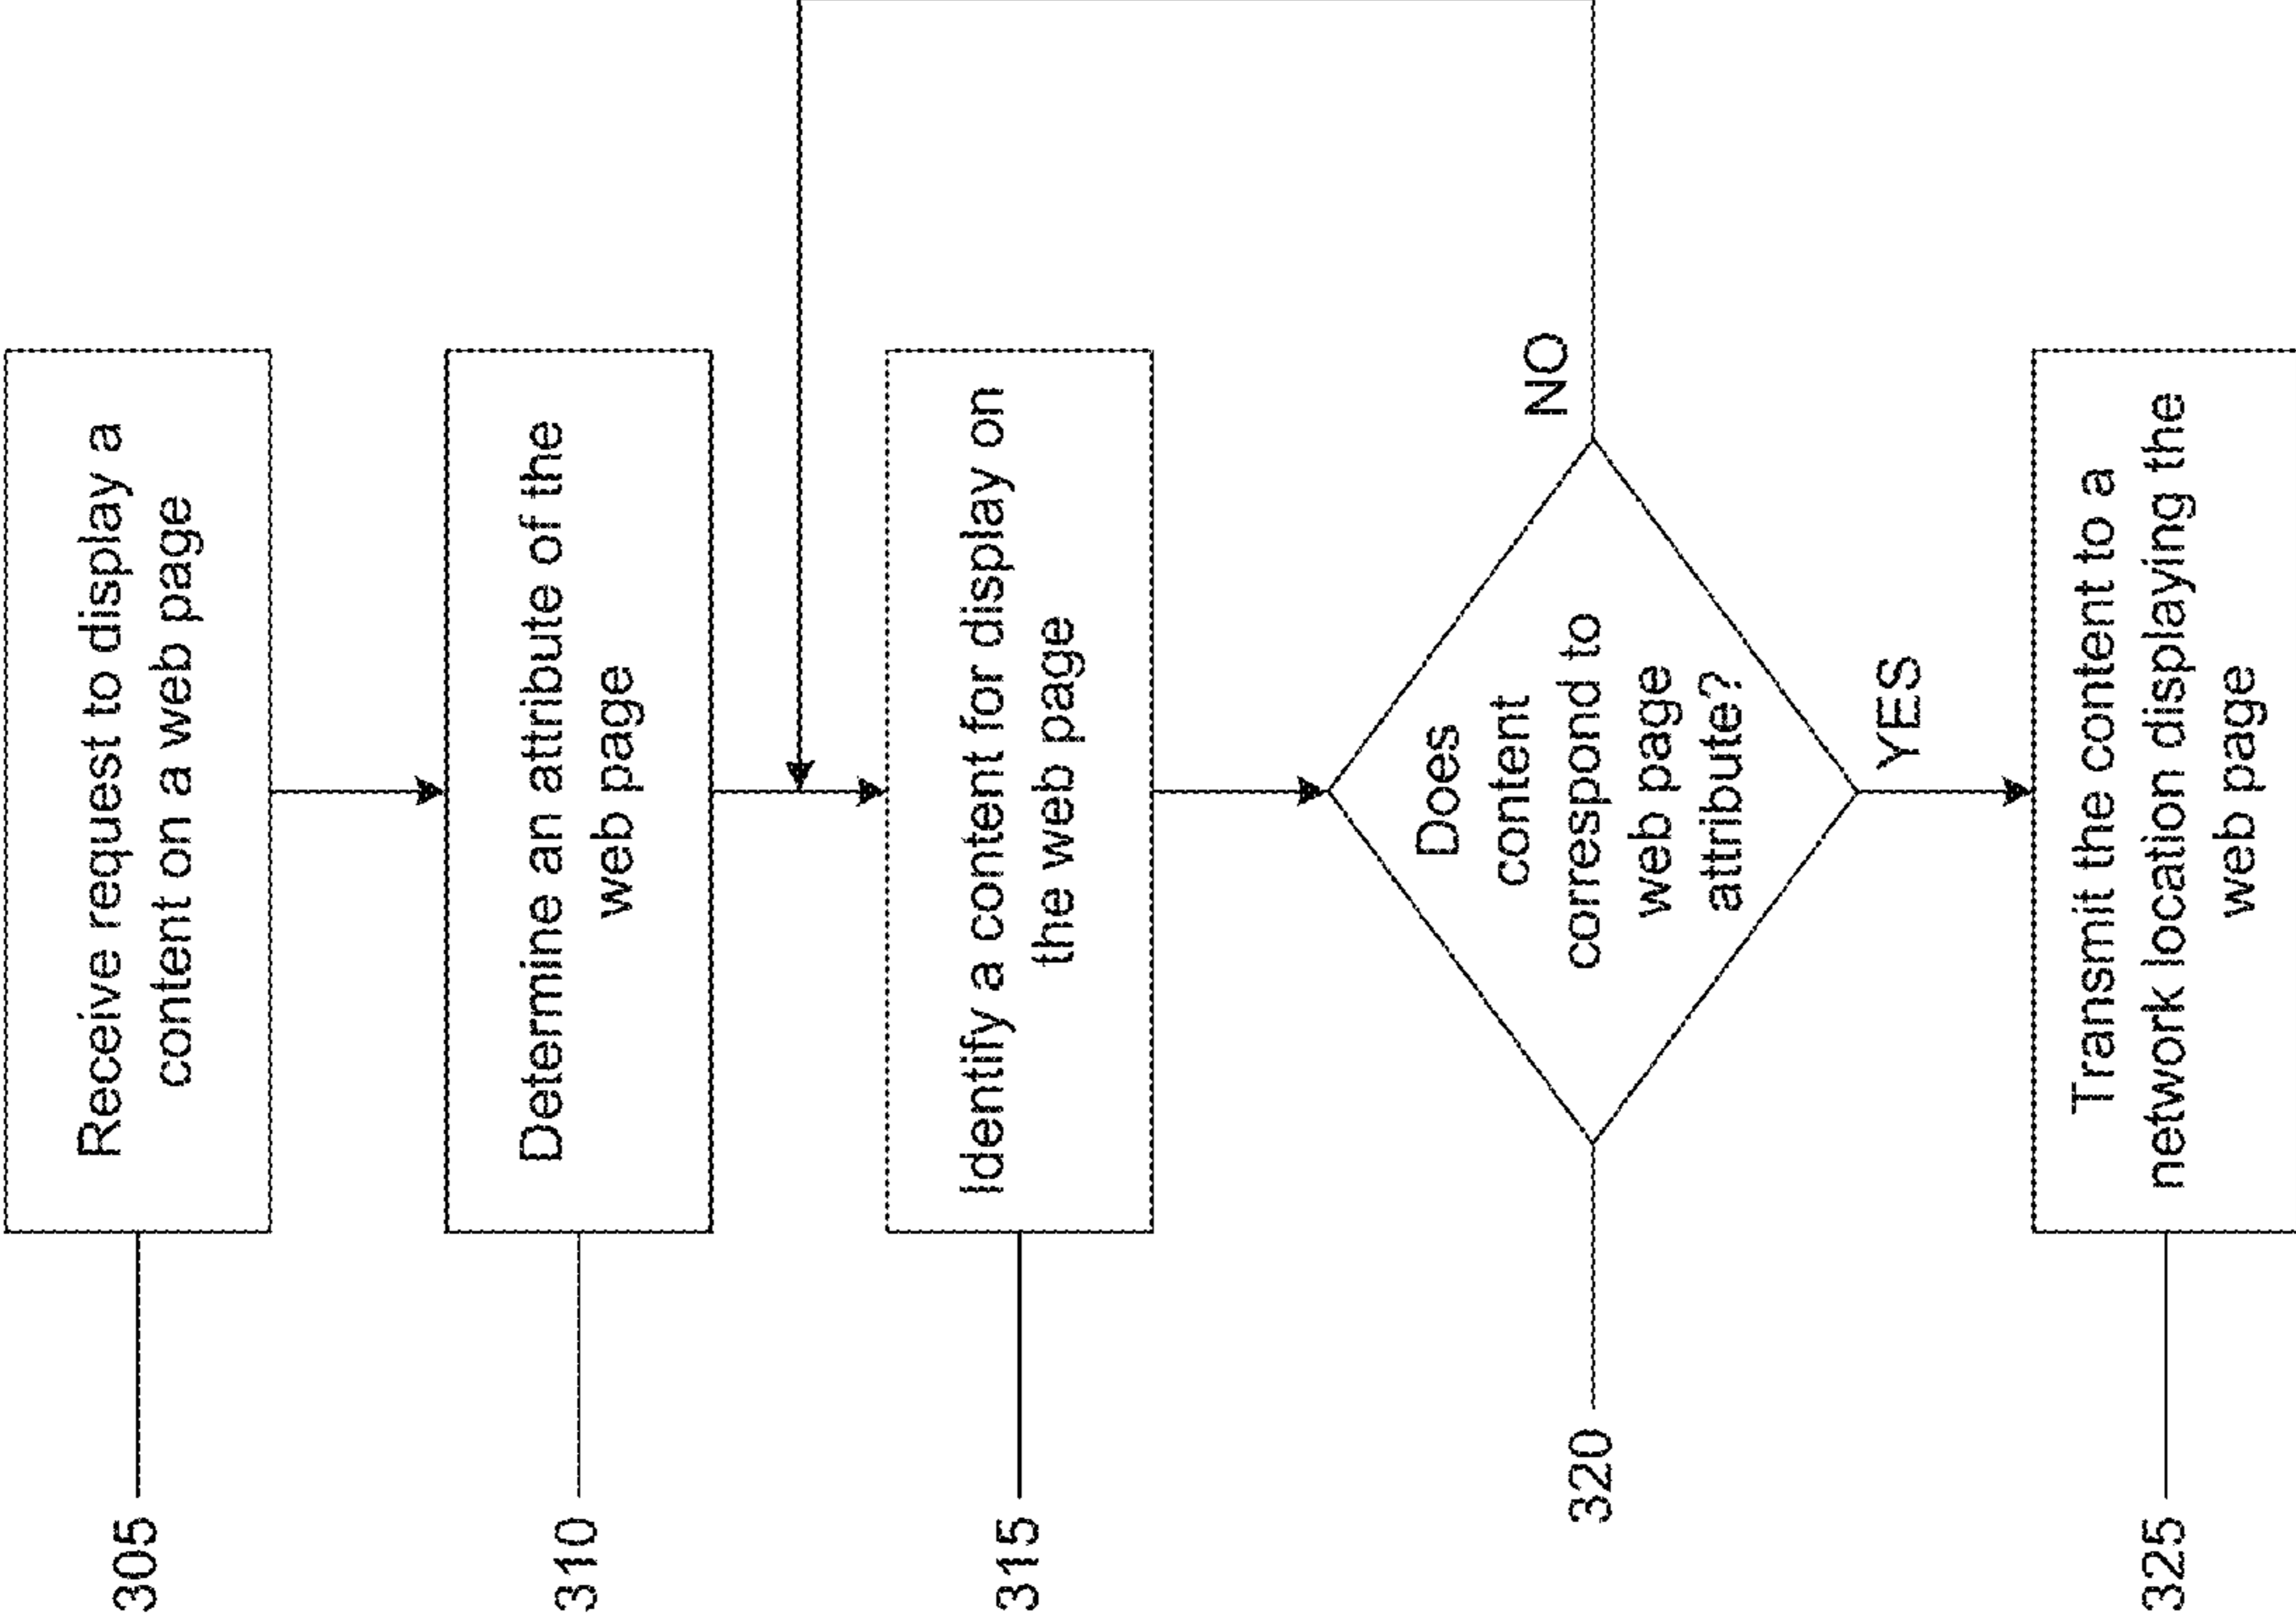 305
Receive request to display a
content on a web page
310
Determine an attribute of the
web page
315
Identify a content for display on
the web page
320
Does
content
correspond to
web page
attribute?
NO
YES
325
Transmit the content to a
network location displaying the
web page